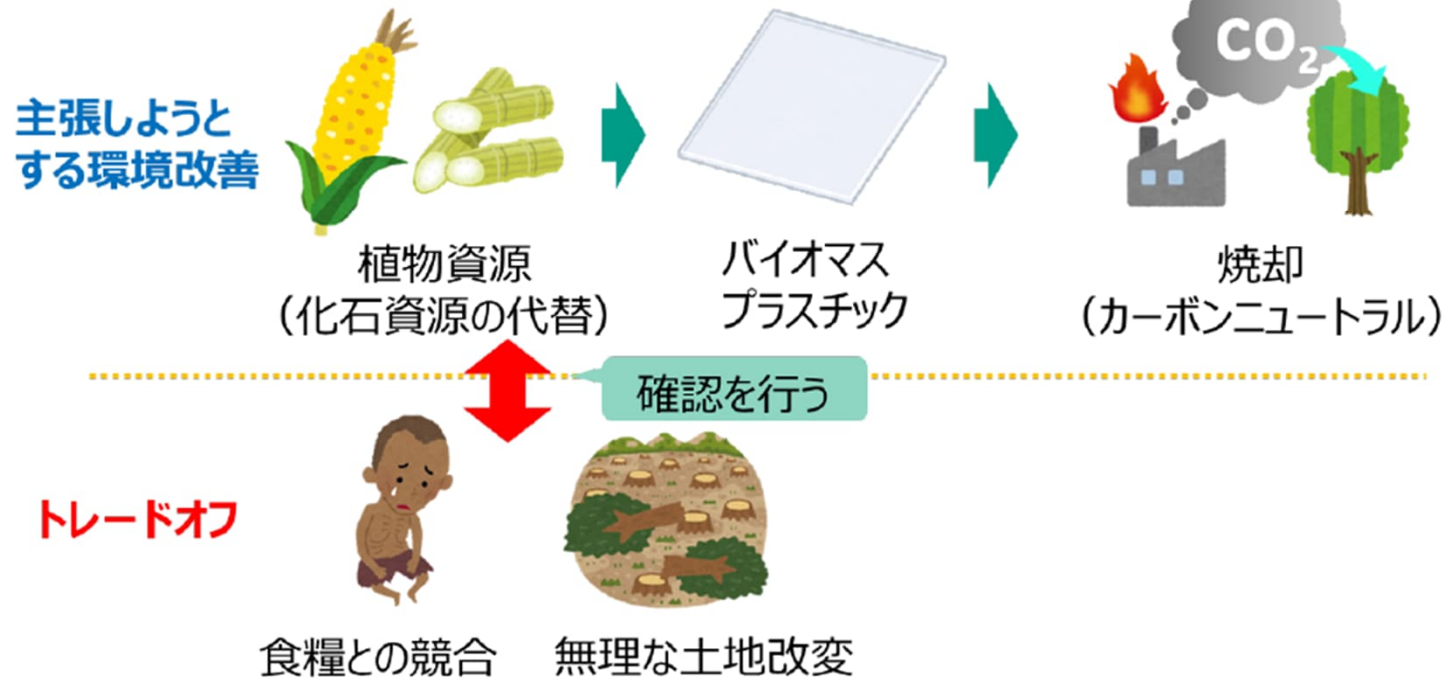 主張しようと
する環境改善
CO2
植物資源
（化石資源の代替）
バイオマス
プラスチック
焼却
（カーボンニュートラル）
確認を行う
トレードオフ
食糧との競合
無理な土地改変